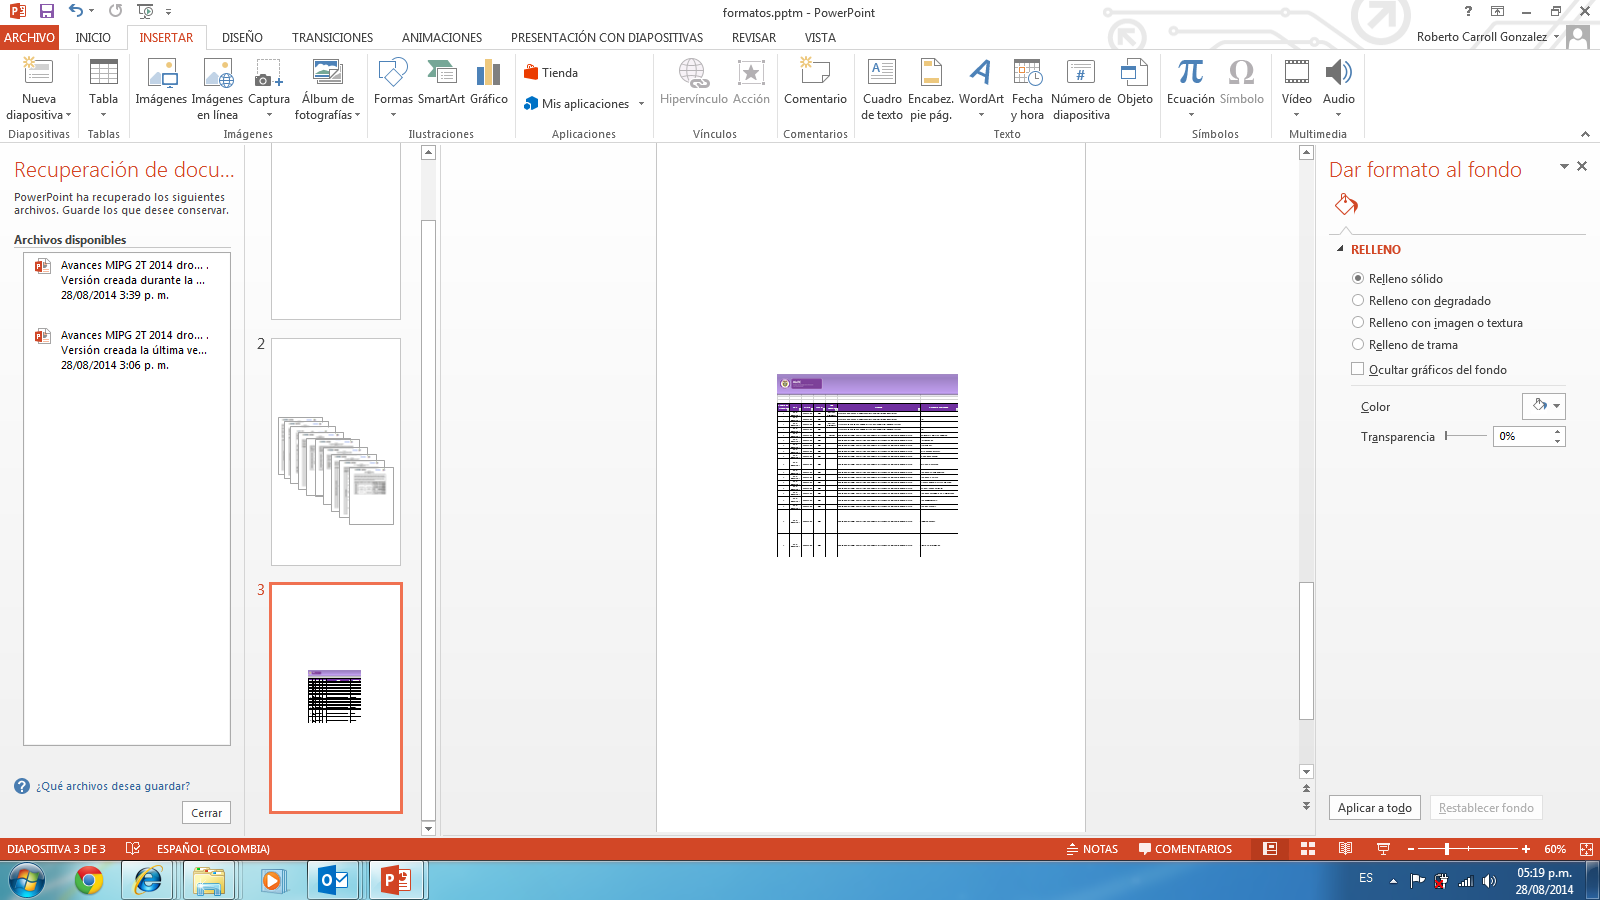 formatos.pptm - PowerPoint
?
ARCHIVO INICIO INSERTAR DISEÑO TRANSICIONES ANIMACIONES PRESENTACIÓN CON DIAPOSITIVAS REVISAR VISTA
Roberto Carroll Gonzalez
Nueva diapositiva
Tabla
Imágenes
Imágenes en línea
Captura
Álbum de fotografías
Formas
SmartArt
Gráfico
Tienda
Mis aplicaciones
Hipervínculo
Acción
Comentario
Cuadro de texto
Encabez. pie pág.
WordArt
Fecha y hora
Número de diapositiva
Objeto
Ecuación
Símbolo
Vídeo
Audio
Diapositivas Tablas Imágenes Ilustraciones Aplicaciones Vínculos Comentarios Texto Símbolos Multimedia
Recuperación de docu...
PowerPoint ha recuperado los siguientes
archivos. Guarde los que desee conservar.
Archivos disponibles
Avances MIPG 2T 2014 dro... .
Versión creada durante la ...
28/08/2014 3:39 p. m.
Avances MIPG 2T 2014 dro... .
Versión creada la última ve...
28/08/2014 3:06 p. m.
¿Qué archivos desea guardar?
Cerrar
2
3
Dar formato al fondo
RELLENO
Relleno sólido
Relleno con degradado
Relleno con imagen o textura
Relleno de trama
Ocultar gráficos del fondo
Color
Transparencia 0%
Aplicar a todo Restablecer fondo
DIAPOSITIVA 3 DE 3 ESPAÑOL (COLOMBIA) NOTAS COMENTARIOS 60%
ES
05:19 p.m.
28/08/2014